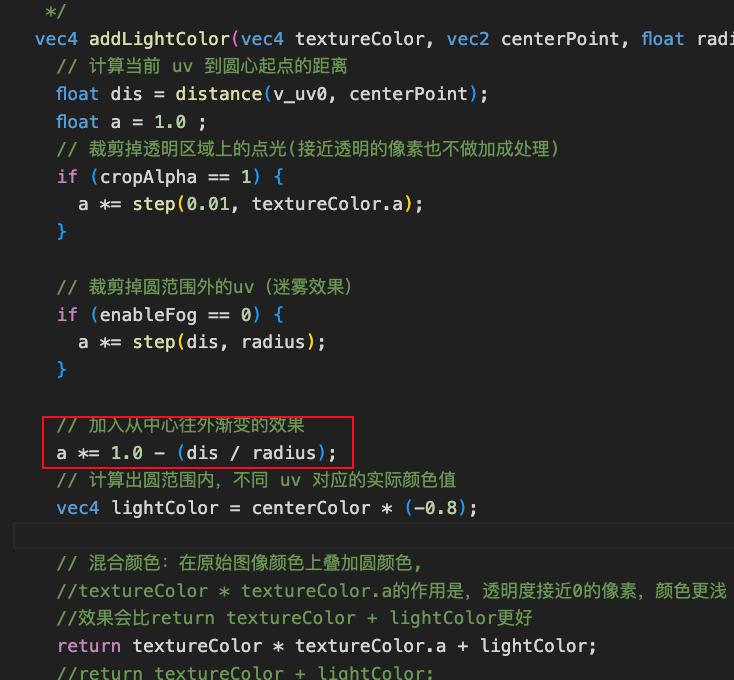 */
vec4 addLightColor(vec4 textureColor, vec2 centerPoint, float radi
// 计算当前 uv 到圆心起点的距离
float dis = distance(v_uv0, centerPoint);
float a = 1.0 ;
// 裁剪掉透明区域上的点光(接近透明的像素也不做加成处理)
if (cropAlpha == 1) {
a *= step(0.01, textureColor.a);
}
// 裁剪掉圆范围外的uv（迷雾效果）
if (enableFog == 0) {
a *= step(dis, radius);
}
// 加入从中心往外渐变的效果
a *= 1.0 - (dis / radius);
// 计算出圆范围内，不同 uv 对应的实际颜色值
vec4 lightColor = centerColor * (-0.8);
// 混合颜色：在原始图像颜色上叠加圆颜色,
//textureColor * textureColor.a的作用是，透明度接近0的像素，颜色更浅
//效果会比return textureColor + lightColor更好
return textureColor * textureColor.a + lightColor;
//return textureColor + lightColor;